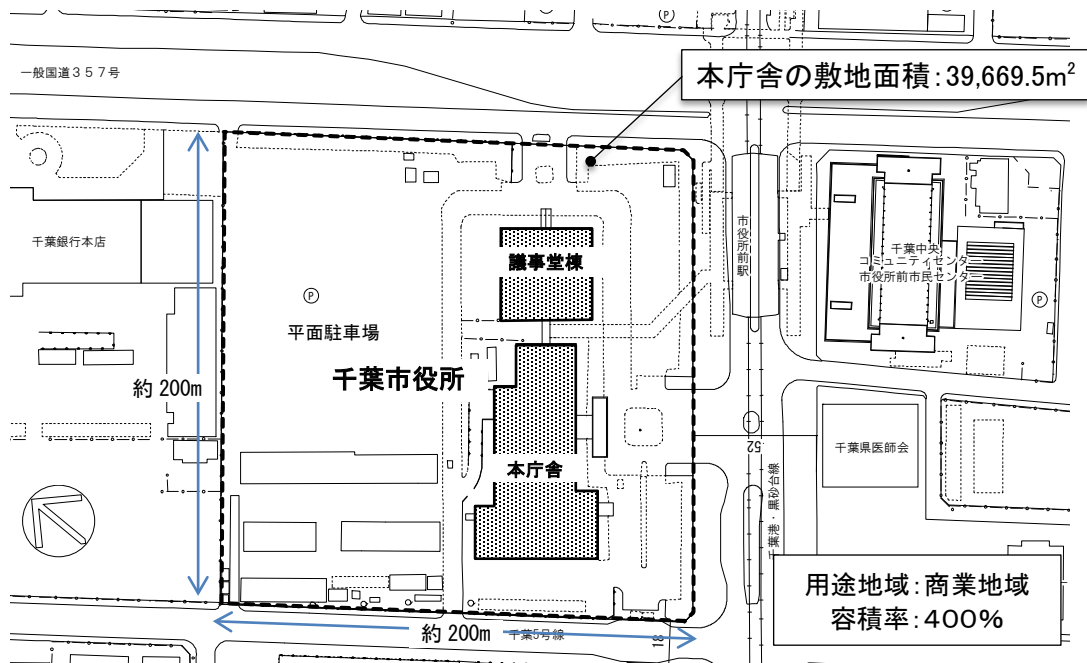 P
一般国道３５７号
本庁舎の敷地面積：39,669.5m²
千葉銀行本店
議事堂棟
市役所前駅
千葉中央
コミュニティセンター
市役所前市民センター
P
P
平面駐車場
千葉市役所
約 200m
本庁舎
52
千葉県医師会
千葉港・黒砂台線
用途地域：商業地域
容積率：400％
約 200m
千葉5号線
18